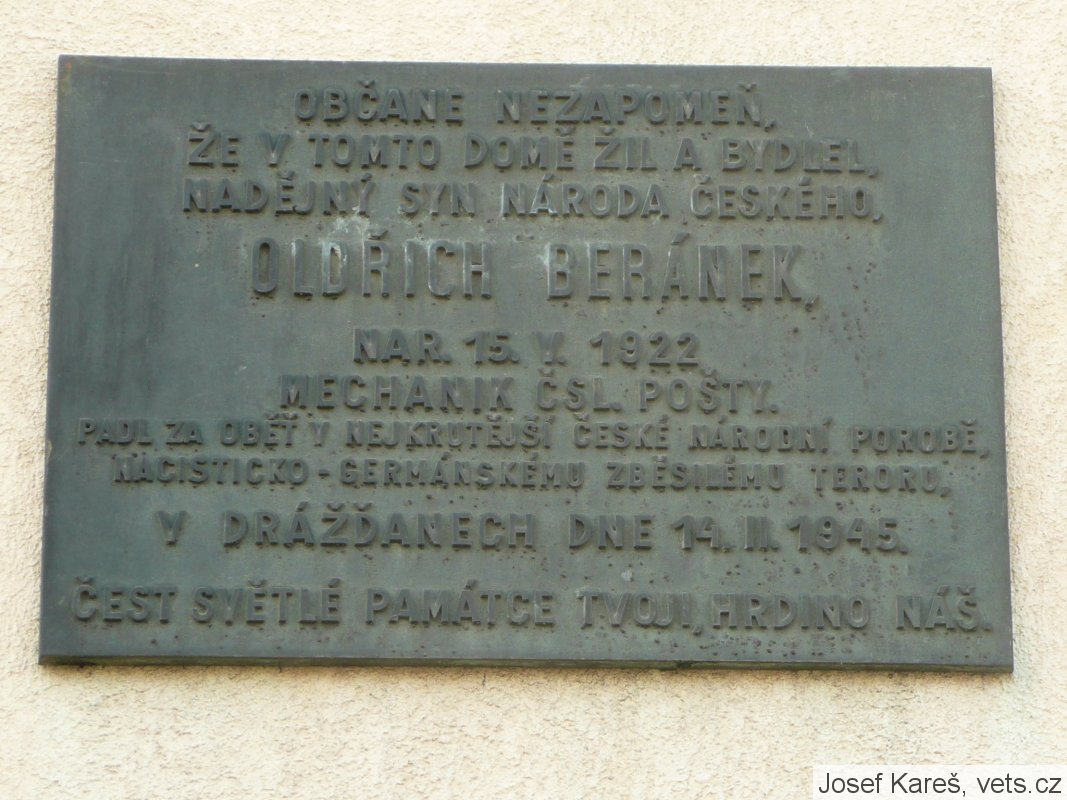 OBČANE NEZAPOMEŇ,
ŽE V TOMTO DOMĚ ŽIL A BYDLEL,
NADĚJNÝ SYN NÁRODA ČESKÉHO,
OLDŘICH BERÁNEK,
NAR. 15. V. 1922
MECHANIK ČSL. POŠTY.
PADL ZA OBĚŤ V NEJKRUTĚJŠÍ ČESKÉ NÁRODNÍ POROBĚ,
NACISTICKO - GERMÁNSKÉMU ZBĚSILÉMU TERORU,
V DRÁŽĎANECH DNE 14. II. 1945.
ČEST SVĚTLÉ PAMÁTCE TVOJI, HRDINO NÁŠ.
Josef Kareš, vets.cz